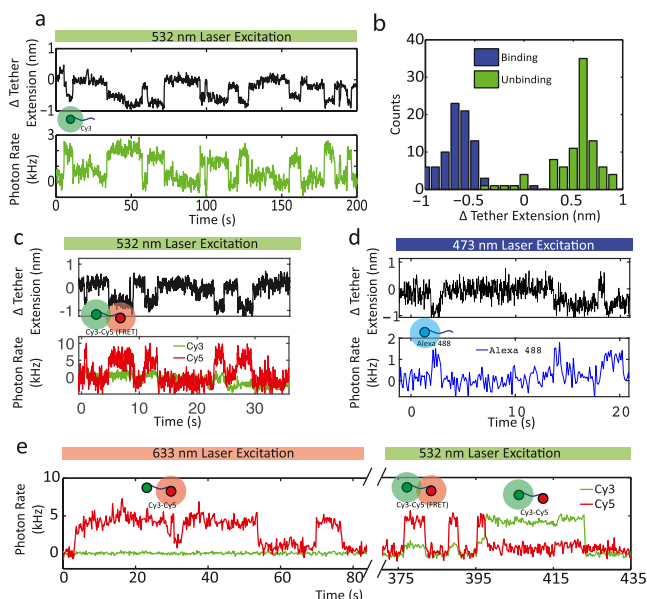 a
532 nm Laser Excitation
Δ Tether
Extension (nm)
1
0
-1
Cy3
Photon Rate
(kHz)
3
2
0
0
50
100
150
200
Time (s)
b
Binding
Unbinding
Counts
40
30
20
10
0
-1
-0.5
0
0.5
1
Δ Tether Extension (nm)
c
532 nm Laser Excitation
Δ Tether
Extension (nm)
1
0
-1
Cy3-Cy5 (FRET)
Photon Rate
(kHz)
10
5
0
Cy3
Cy5
0
10
20
30
Time (s)
d
473 nm Laser Excitation
Δ Tether
Extension (nm)
1
0
-1
Alexa 488
Photon Rate
(kHz)
2
1
0
Alexa 488
0
10
20
Time (s)
e
633 nm Laser Excitation
532 nm Laser Excitation
Photon Rate
(kHz)
10
5
0
Cy3-Cy5
Cy3-Cy5 (FRET)
Cy3-Cy5
Cy3
Cy5
0
20
40
60
80
375
395
415
435
Time (s)